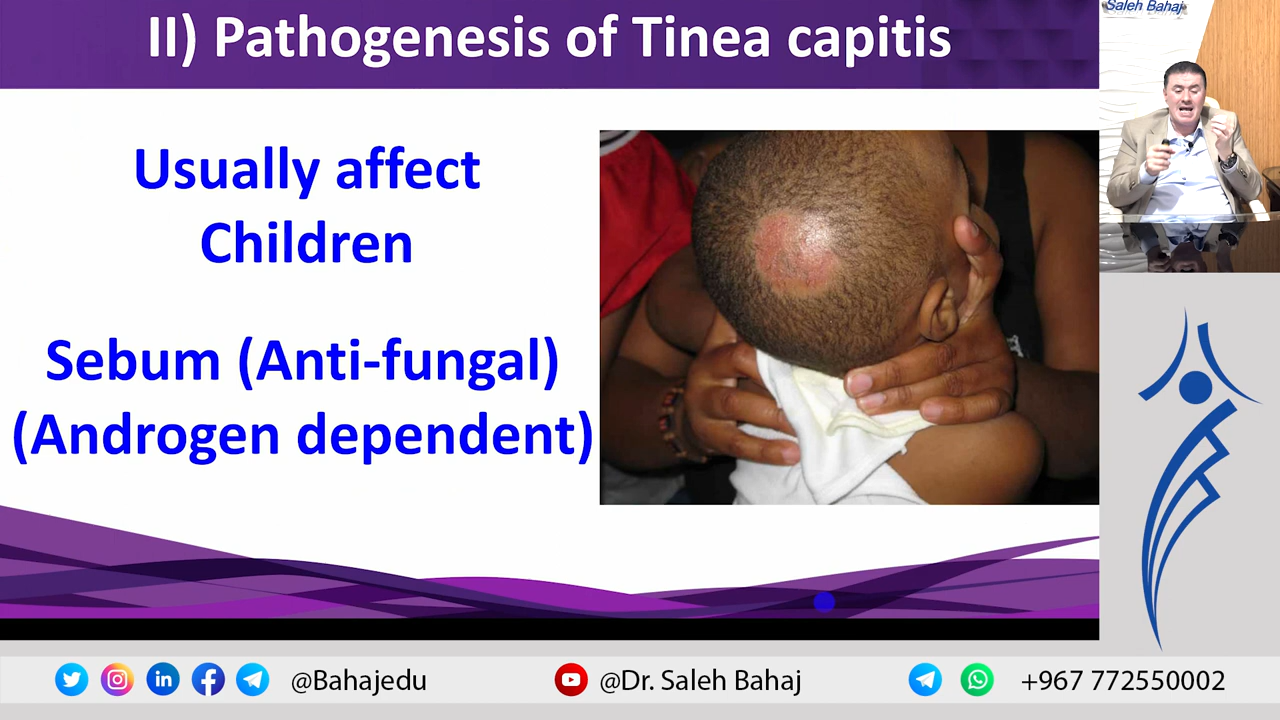 II) Pathogenesis of Tinea capitis
Saleh Bahaj
Usually affect
Children
Sebum (Anti-fungal)
(Androgen dependent)
@Bahajedu
@Dr. Saleh Bahaj
+967 772550002